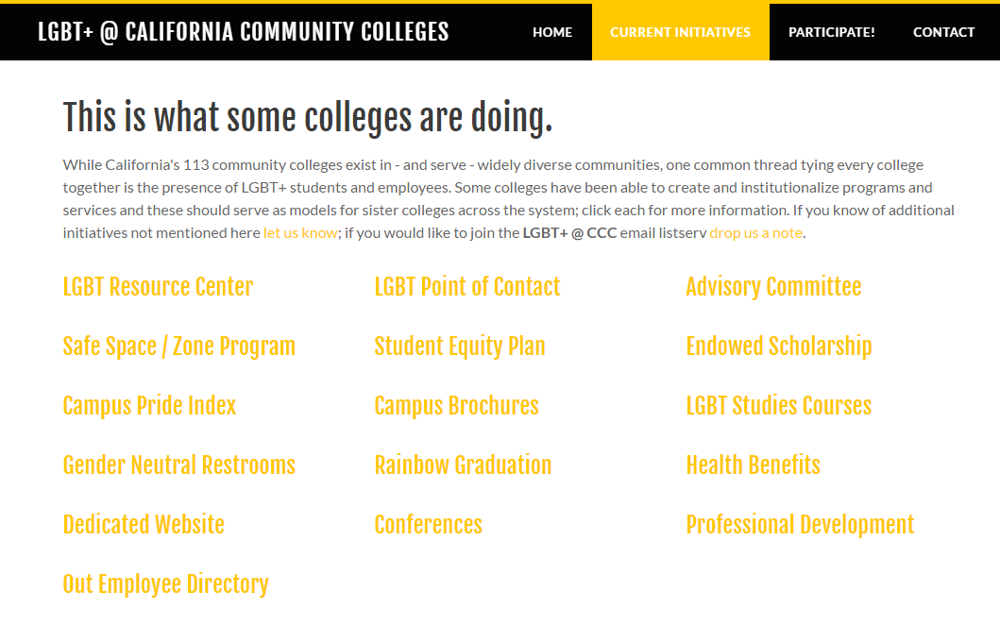 LGBT+ @ CALIFORNIA COMMUNITY COLLEGES
HOME
CURRENT INITIATIVES
PARTICIPATE!
CONTACT
This is what some colleges are doing.
While California's 113 community colleges exist in - and serve - widely diverse communities, one common thread tying every college
together is the presence of LGBT+ students and employees. Some colleges have been able to create and institutionalize programs and
services and these should serve as models for sister colleges across the system; click each for more information. If you know of additional
initiatives not mentioned here let us know; if you would like to join the LGBT+ @ CCC email listserv drop us a note.
LGBT Resource Center
LGBT Point of Contact
Advisory Committee
Safe Space / Zone Program
Student Equity Plan
Endowed Scholarship
Campus Pride Index
Campus Brochures
LGBT Studies Courses
Gender Neutral Restrooms
Rainbow Graduation
Health Benefits
Dedicated Website
Conferences
Professional Development
Out Employee Directory